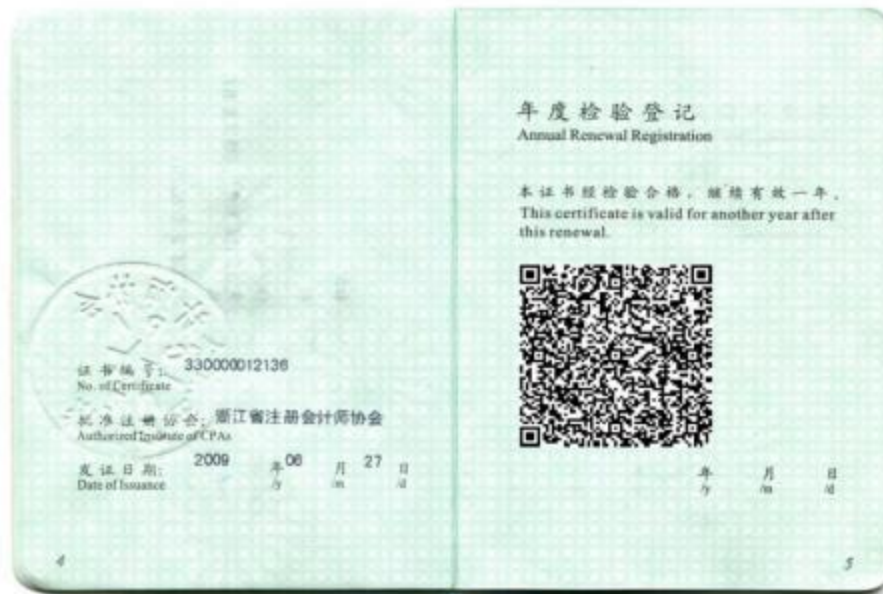 证书编号: 330000012136
No. of Certificate
批准注册协会: 浙江省注册会计师协会
Authorized Institute of CPAs
发证日期: 2009 年 06 月 27 日
Date of Issuance /y /m /d
4
年度检验登记
Annual Renewal Registration
本证书经检验合格，继续有效一年。
This certificate is valid for another year after
this renewal.
年 月 日
/y /m /d
5